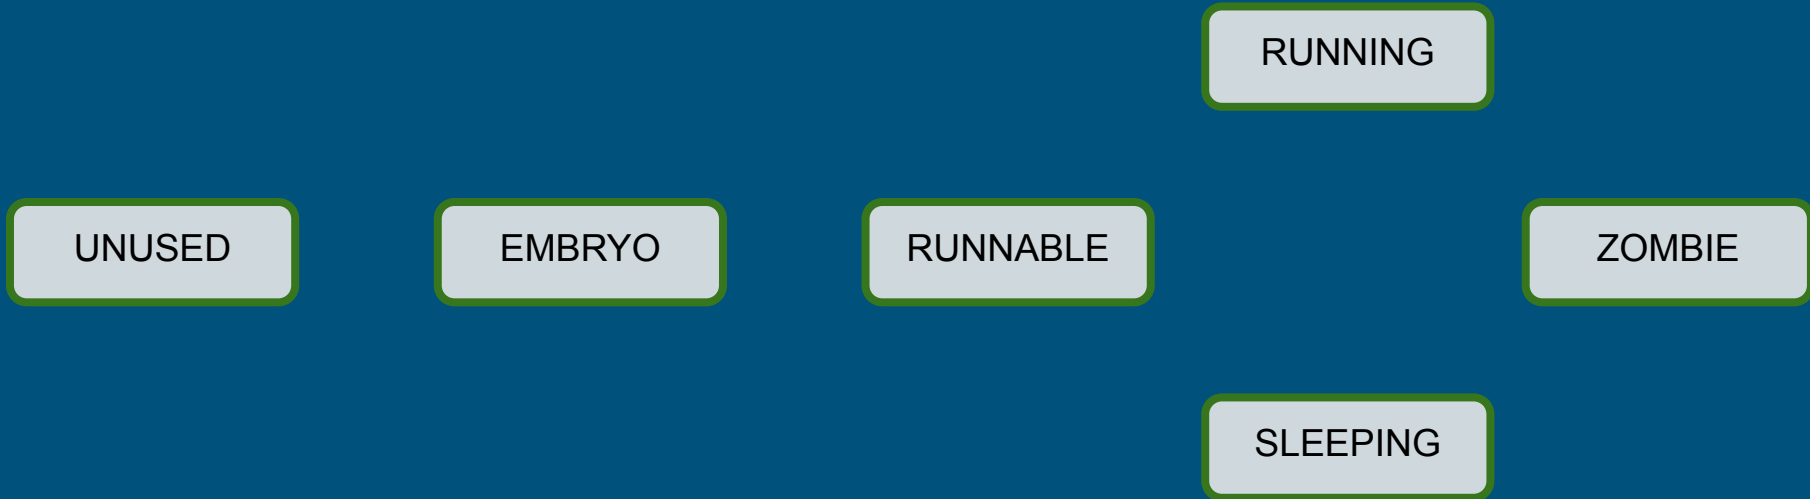 RUNNING
UNUSED
EMBRYO
RUNNABLE
ZOMBIE
SLEEPING